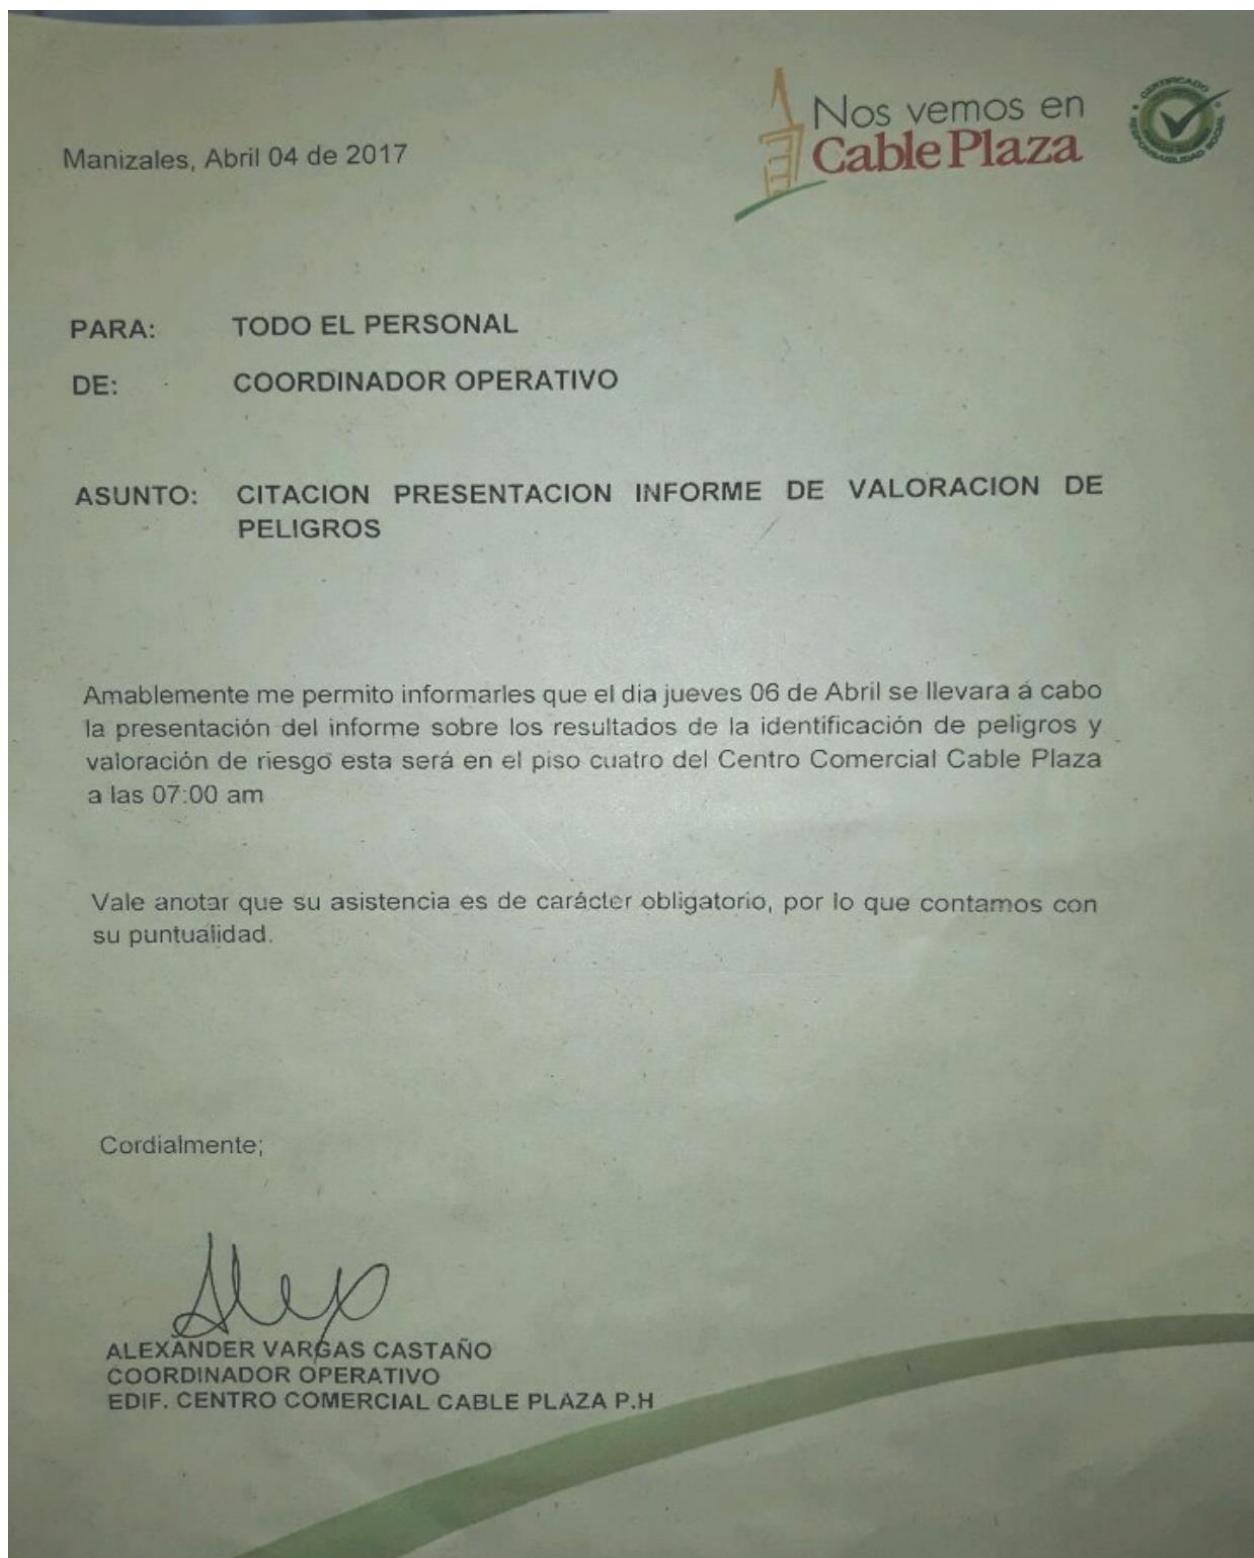 Nos vemos en
Cable Plaza
CERTIFICADO
RESPONSABILIDAD SOCIAL
Manizales, Abril 04 de 2017
PARA: TODO EL PERSONAL
DE: COORDINADOR OPERATIVO
ASUNTO: CITACION PRESENTACION INFORME DE VALORACION DE
PELIGROS
Amablemente me permito informarles que el dia jueves 06 de Abril se llevara a cabo
la presentación del informe sobre los resultados de la identificación de peligros y
valoración de riesgo esta será en el piso cuatro del Centro Comercial Cable Plaza
a las 07:00 am
Vale anotar que su asistencia es de carácter obligatorio, por lo que contamos con
su puntualidad.
Cordialmente;
Alex
ALEXANDER VARGAS CASTAÑO
COORDINADOR OPERATIVO
EDIF. CENTRO COMERCIAL CABLE PLAZA P.H